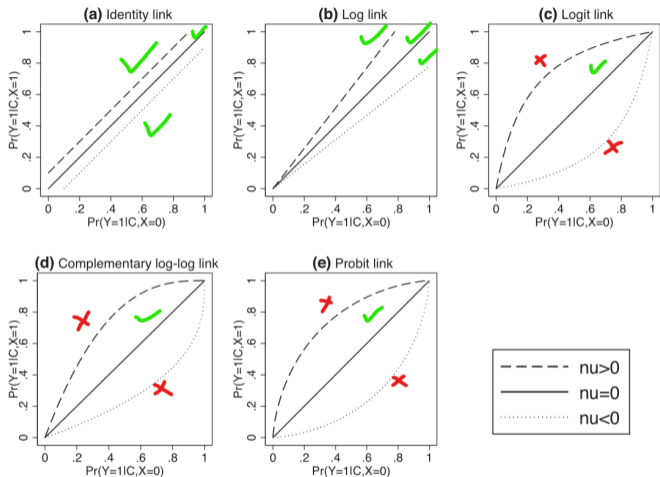 (a) Identity link
Pr(Y=1|C,X=1)
1
.8
.6
.4
.2
0
0 .2 .4 .6 .8 1
Pr(Y=1|C,X=0)
(b) Log link
Pr(Y=1|C,X=1)
1
.8
.6
.4
.2
0
0 .2 .4 .6 .8 1
Pr(Y=1|C,X=0)
(c) Logit link
Pr(Y=1|C,X=1)
1
.8
.6
.4
.2
0
0 .2 .4 .6 .8 1
Pr(Y=1|C,X=0)
(d) Complementary log-log link
Pr(Y=1|C,X=1)
1
.8
.6
.4
.2
0
0 .2 .4 .6 .8 1
Pr(Y=1|C,X=0)
(e) Probit link
Pr(Y=1|C,X=1)
1
.8
.6
.4
.2
0
0 .2 .4 .6 .8 1
Pr(Y=1|C,X=0)
nu>0
nu=0
nu<0